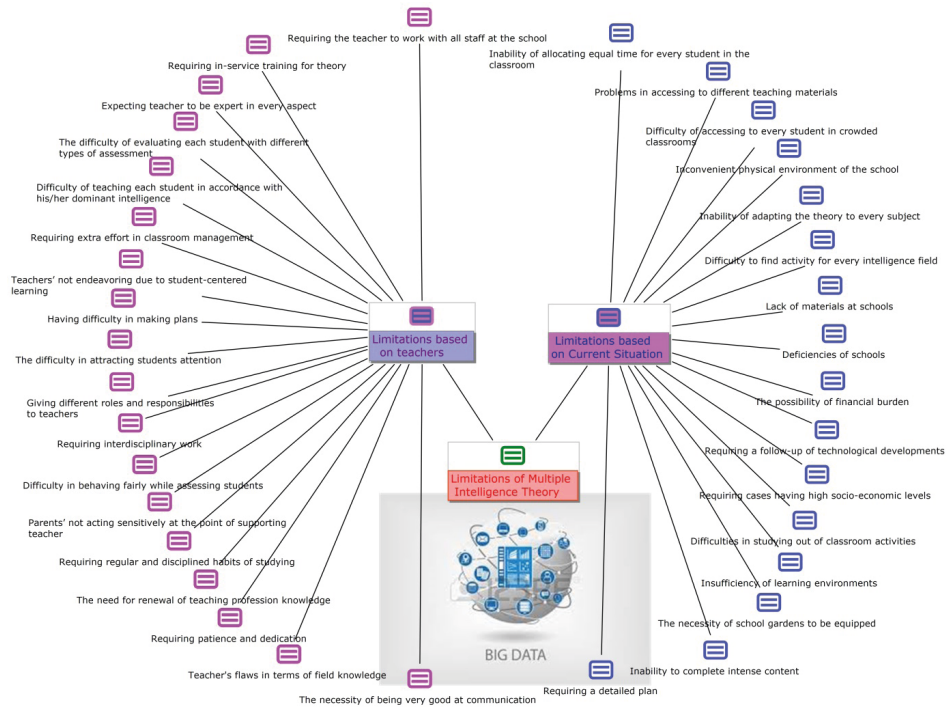 Requiring the teacher to work with all staff at the school
Requiring in-service training for theory
Expecting teacher to be expert in every aspect
The difficulty of evaluating each student with different
types of assessment
Difficulty of teaching each student in accordance with
his/her dominant intelligence
Requiring extra effort in classroom management
Teachers' not endeavoring due to student-centered
learning
Having difficulty in making plans
The difficulty in attracting students attention
Giving different roles and responsibilities
to teachers
Requiring interdisciplinary work
Difficulty in behaving fairly while assessing students
Parents' not acting sensitively at the point of supporting
teacher
Requiring regular and disciplined habits of studying
The need for renewal of teaching profession knowledge
Requiring patience and dedication
Teacher's flaws in terms of field knowledge
The necessity of being very good at communication
Limitations based
on teachers
Limitations of Multiple
Intelligence Theory
BIG DATA
Limitations based
on Current Situation
Inability of allocating equal time for every student in the
classroom
Problems in accessing to different teaching materials
Difficulty of accessing to every student in crowded
classrooms
Inconvenient physical environment of the school
Inability of adapting the theory to every subject
Difficulty to find activity for every intelligence field
Lack of materials at schools
Deficiencies of schools
The possibility of financial burden
Requiring a follow-up of technological developments
Requiring cases having high socio-economic levels
Difficulties in studying out of classroom activities
Insufficiency of learning environments
The necessity of school gardens to be equipped
Inability to complete intense content
Requiring a detailed plan